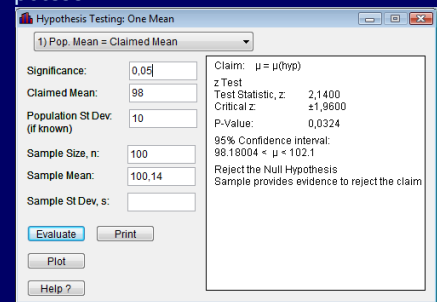 Hypothesis Testing: One Mean
1) Pop. Mean = Claimed Mean
Significance: 0,05
Claimed Mean: 98
Population St Dev: 10
(if known)
Sample Size, n: 100
Sample Mean: 100,14
Sample St Dev, s:
Evaluate Print
Plot
Help ?
Claim: μ = μ(hyp)
z Test
Test Statistic, z: 2,1400
Critical z: ±1,9600
P-Value: 0,0324
95% Confidence interval:
98.18004 < μ < 102.1
Reject the Null Hypothesis
Sample provides evidence to reject the claim